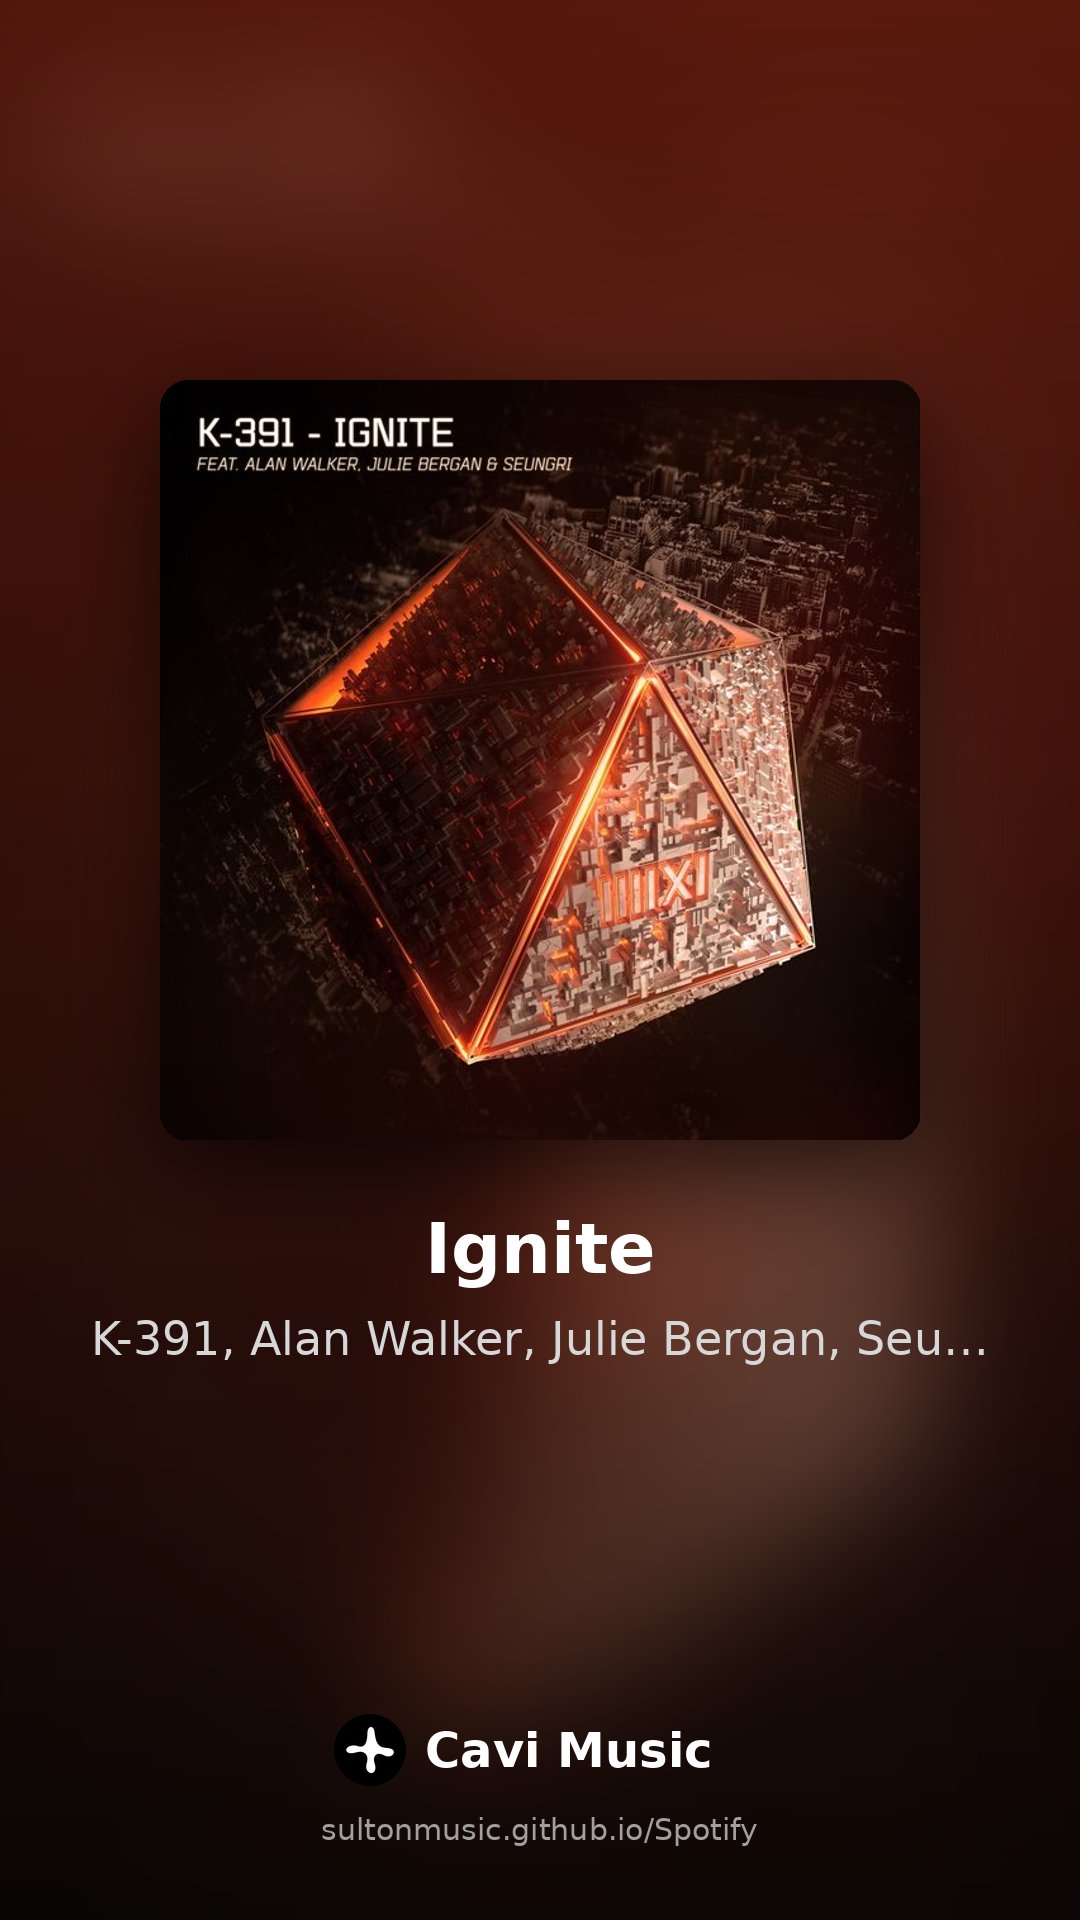 K-391 - IGNITE
FEAT. ALAN WALKER, JULIE BERGAN & SEUNGRI
Ignite
K-391, Alan Walker, Julie Bergan, Seu...
Cavi Music
sultonmusic.github.io/Spotify